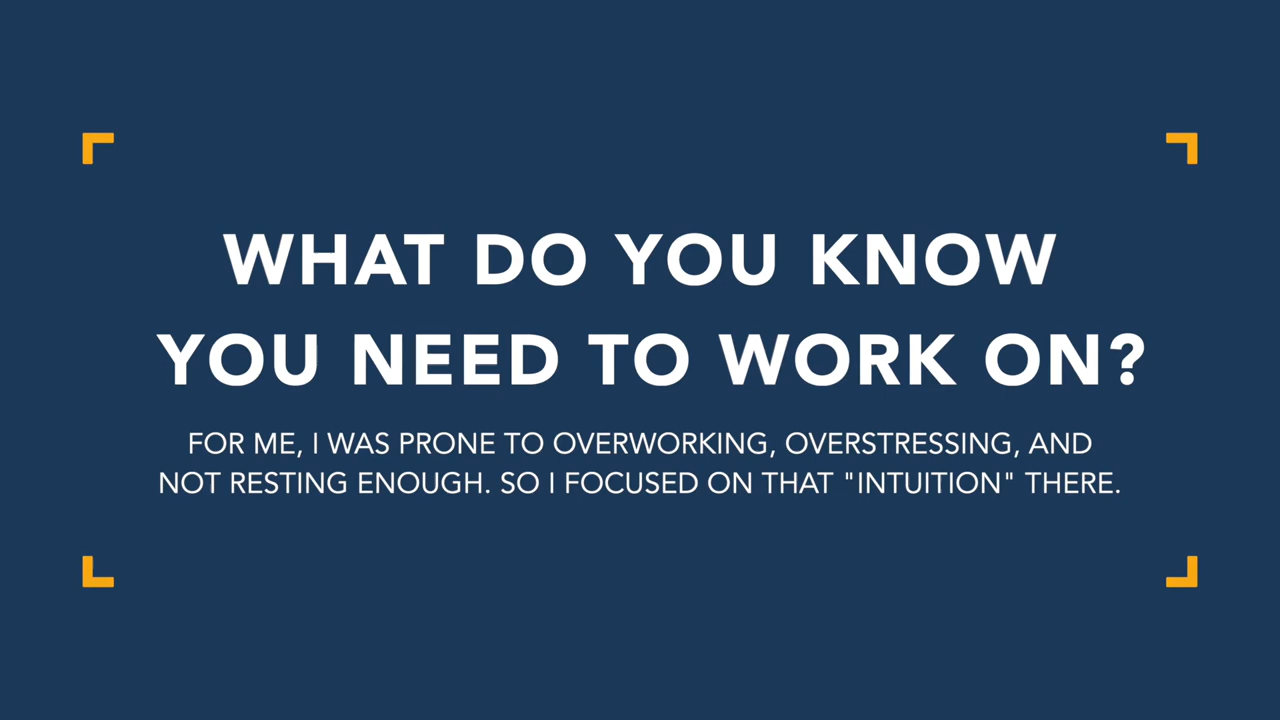 WHAT DO YOU KNOW
YOU NEED TO WORK ON?
FOR ME, I WAS PRONE TO OVERWORKING, OVERSTRESSING, AND
NOT RESTING ENOUGH. SO I FOCUSED ON THAT "INTUITION" THERE.